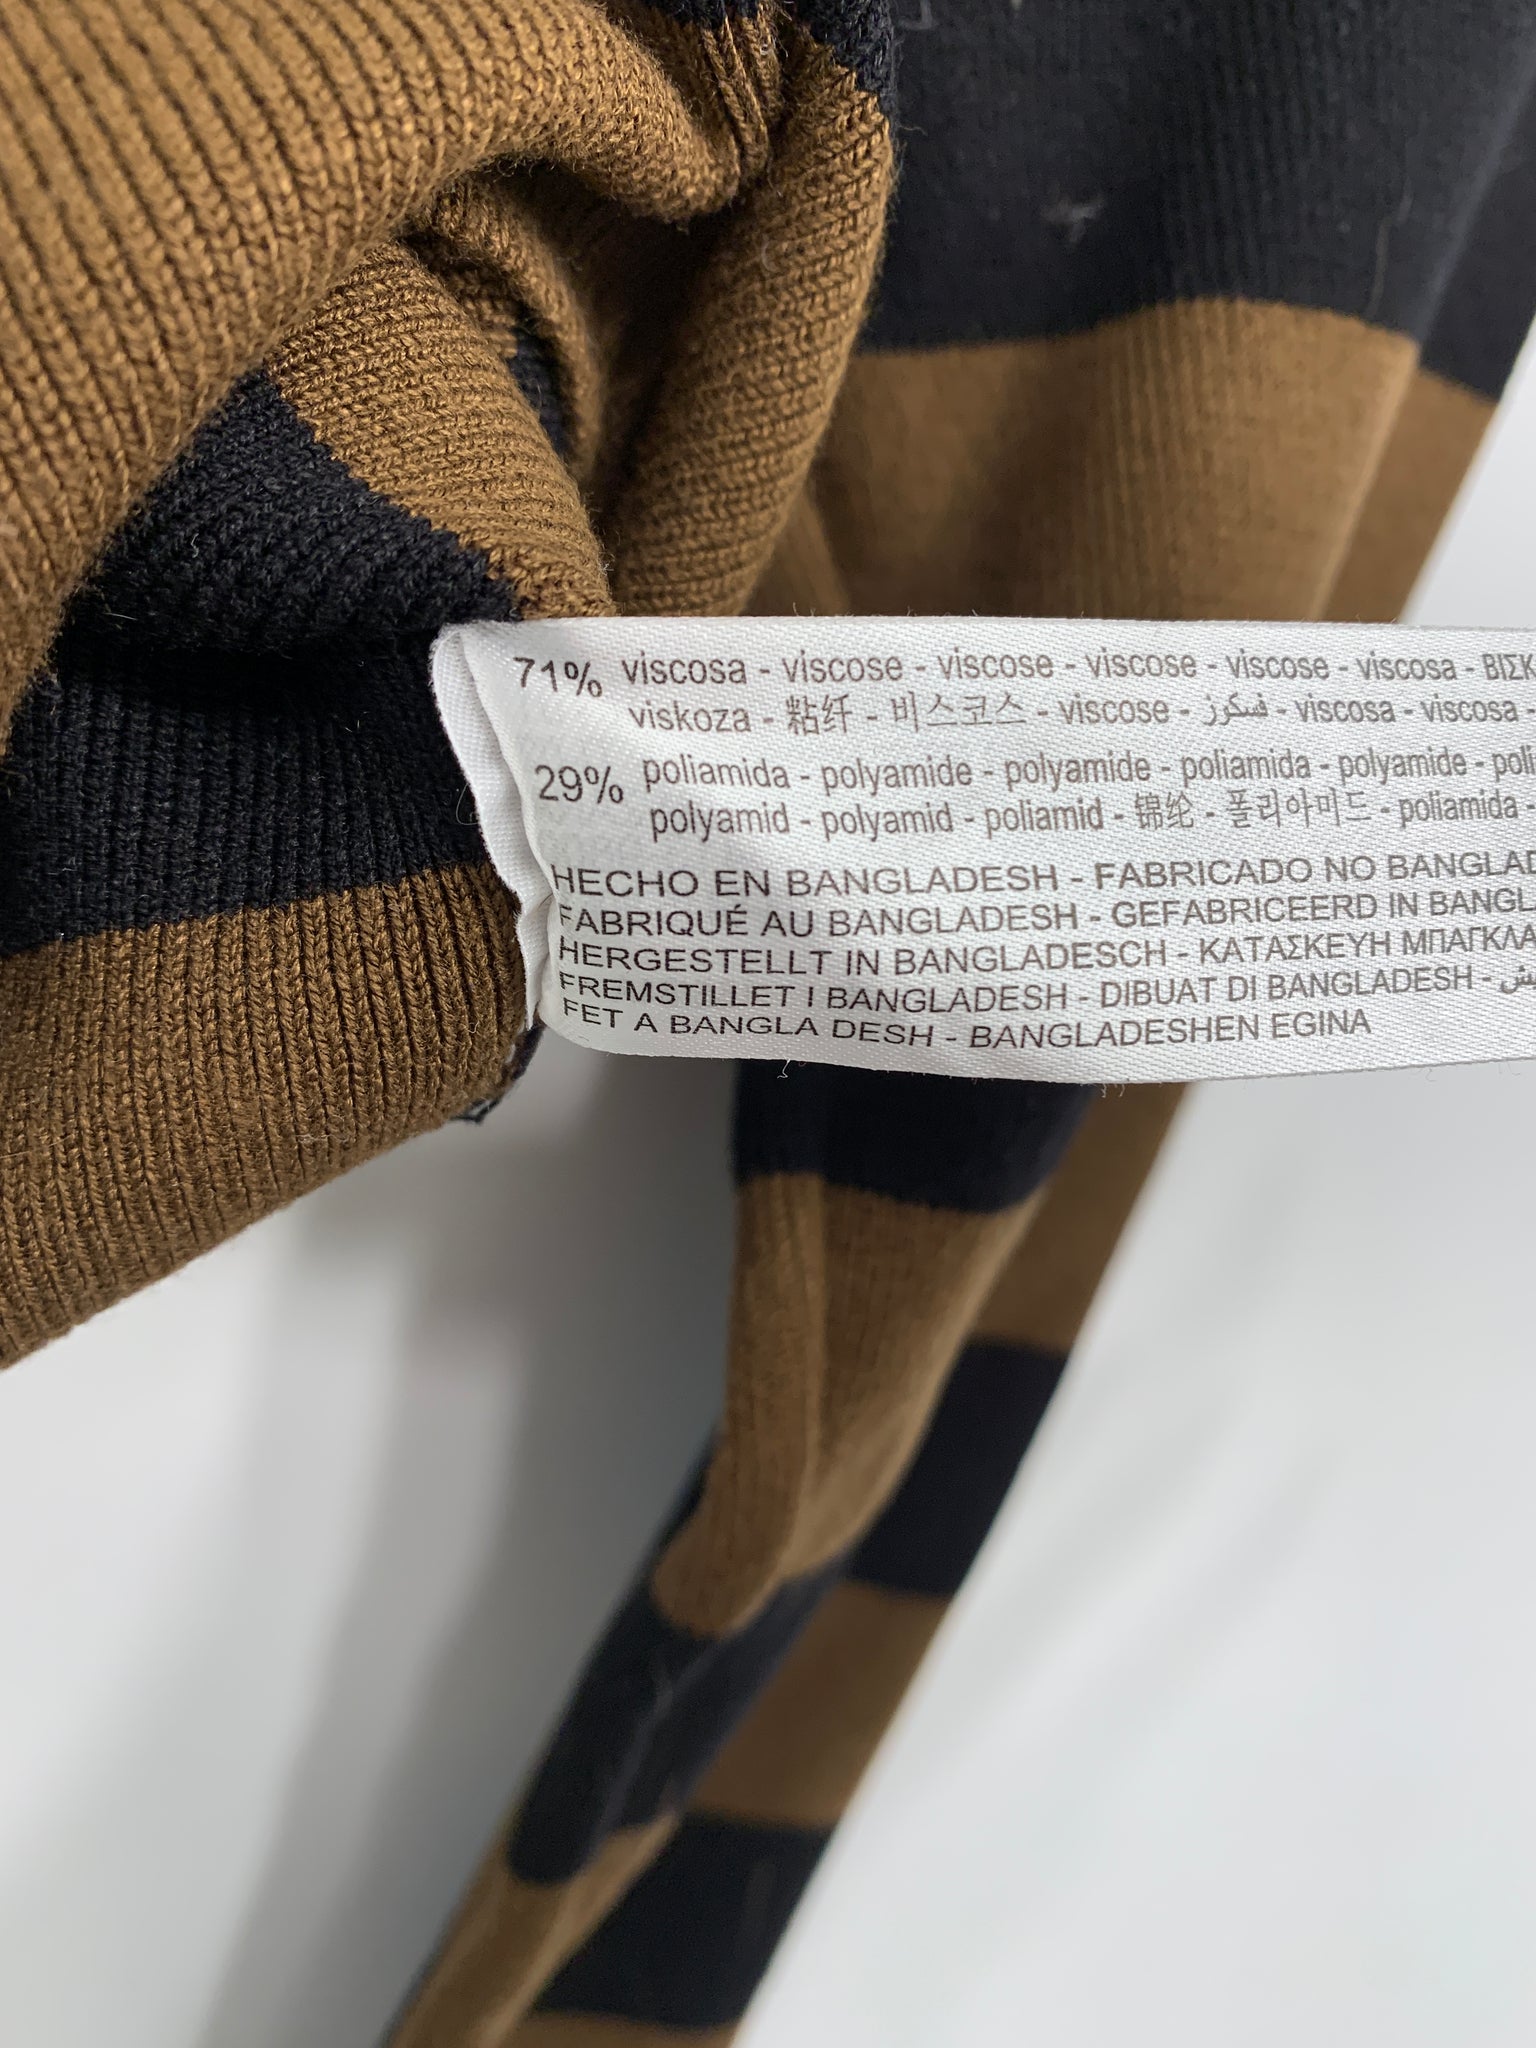 71% viscosa - viscose - viscose - viscose - viscose - viscosa -
viskoza - 粘纤 - 비스코스 - viscose - فسكوز - viscosa - viscosa -
29% poliamida - polyamide - polyamide - poliamida - polyamide -
polyamid - polyamid - poliamid - 锦纶 - 폴리아미드 - poliamida -
HECHO EN BANGLADESH - FABRICADO NO
FABRIQUÉ AU BANGLADESH - GEFABRICEERD IN
HERGESTELLT IN BANGLADESCH - ΚΑΤΑΣΚΕΥΗ
FREMSTILLET I BANGLADESH - DIBUAT DI BANGLADESH -
FET A BANGLA DESH - BANGLADESHEN EGINA